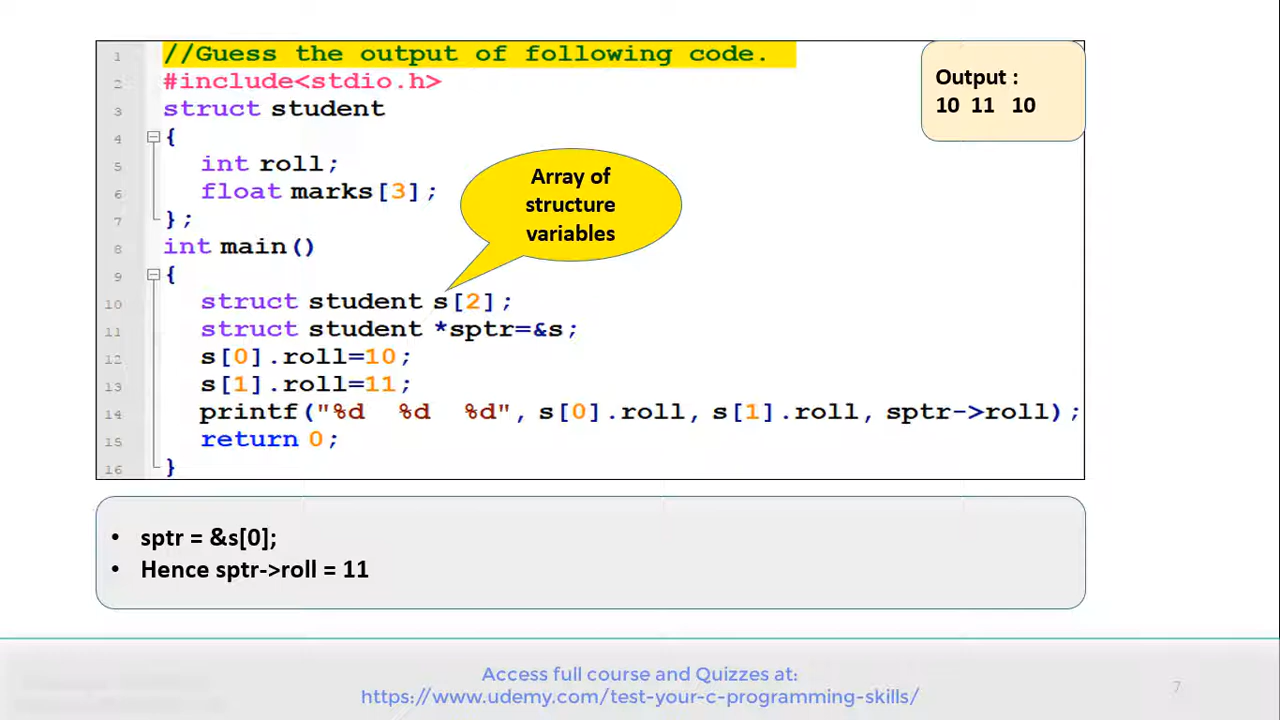 1 //Guess the output of following code.
2 #include<stdio.h>
3 struct student
4 {
5 int roll;
6 float marks[3];
7 };
8 int main()
9 {
10 struct student s[2];
11 struct student *sptr=&s;
12 s[0].roll=10;
13 s[1].roll=11;
14 printf("%d  %d  %d", s[0].roll, s[1].roll, sptr->roll);
15 return 0;
16 }
Output :
10 11 10
Array of
structure
variables
• sptr = &s[0];
• Hence sptr->roll = 11
Access full course and Quizzes at:
https://www.udemy.com/test-your-c-programming-skills/
7